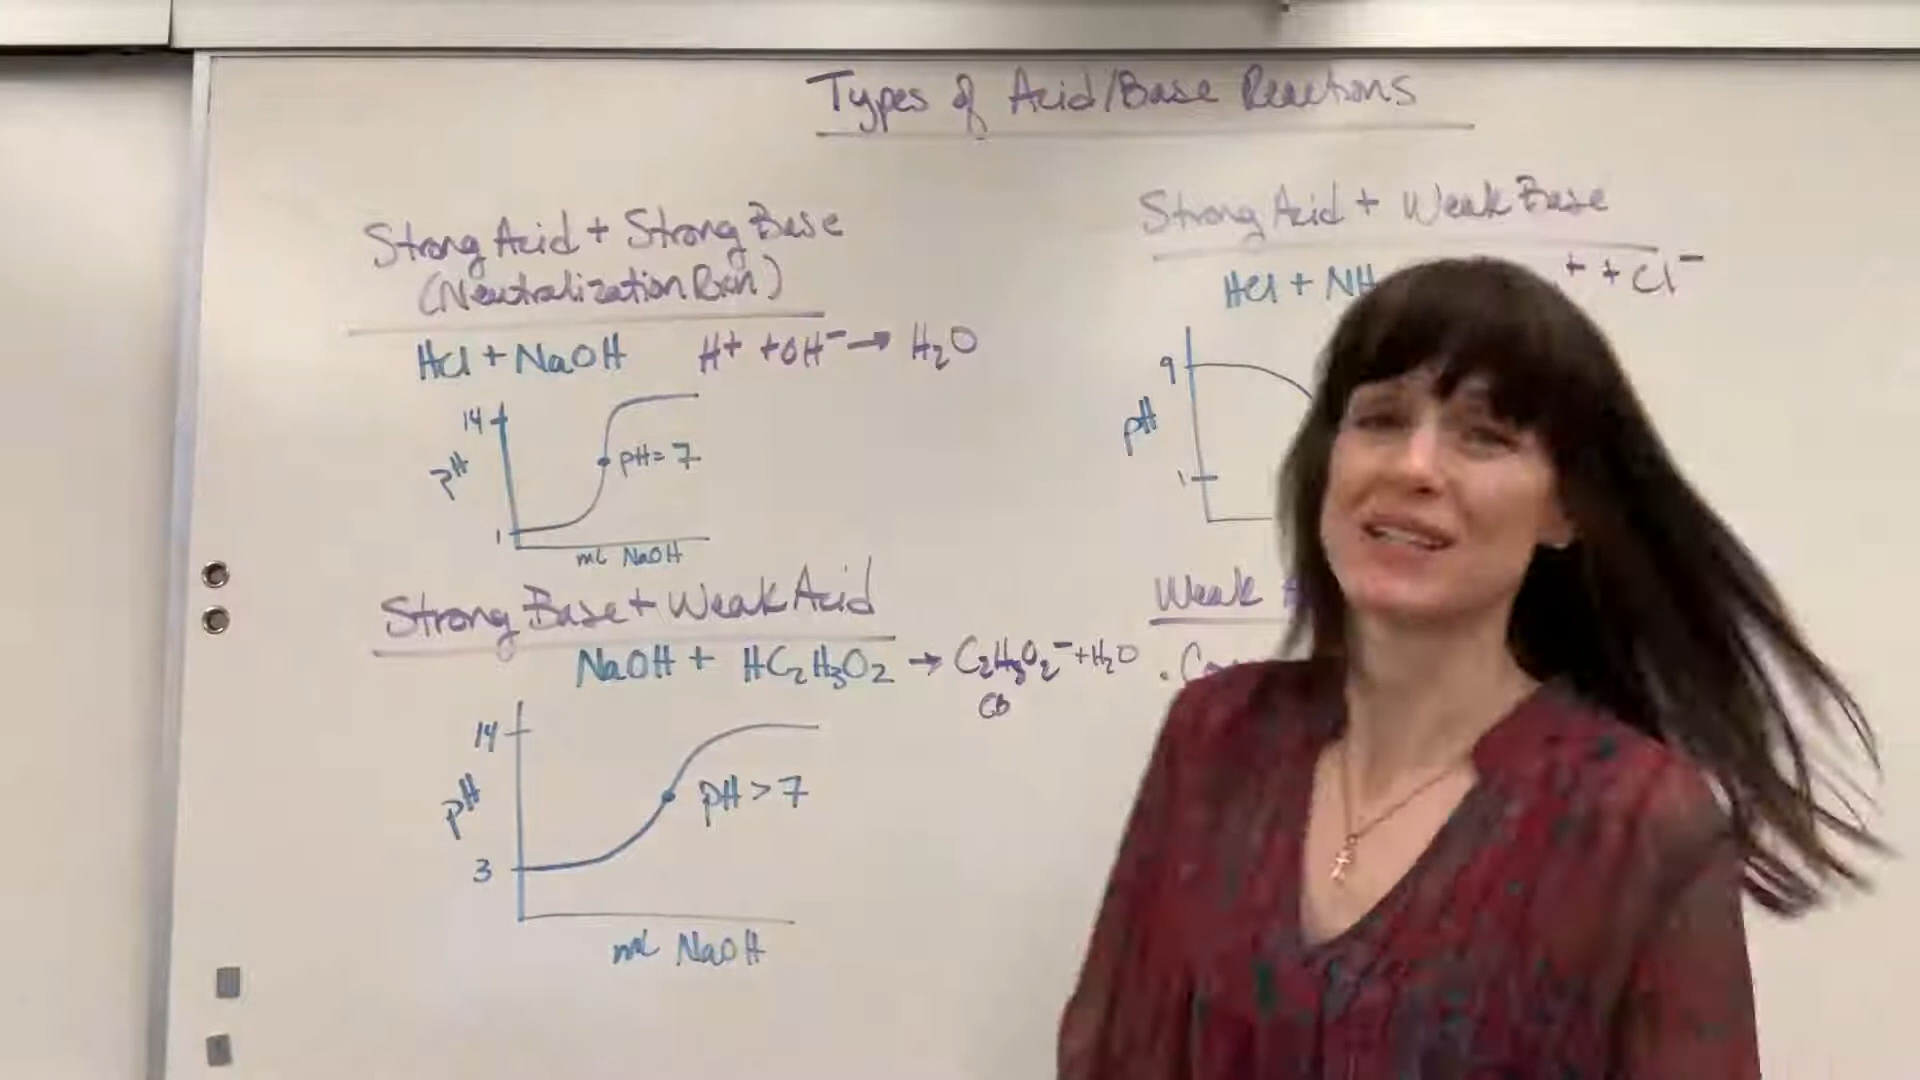 Types of Acid/Base Reactions
Strong Acid + Strong Base
(Neutralization Rxn)
HCl + NaOH H+ + OH⁻ → H₂O
14
pH
pH = 7
1
mL NaOH
Strong Acid + Weak Base
HCl + NH + + Cl⁻
9
pH
1
Strong Base + Weak Acid
NaOH + HC₂H₃O₂ → C₂H₃O₂⁻ + H₂O
CB
14
pH
pH > 7
3
mL NaOH
Weak